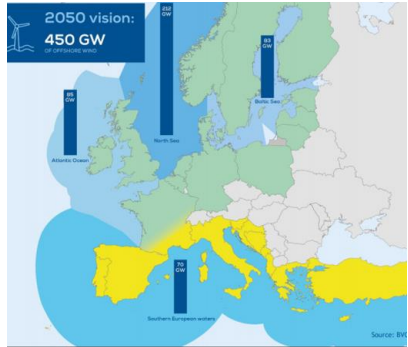 2050 vision:
450 GW
OF OFFSHORE WIND
212
GW
83
GW
85
GW
Baltic Sea
North Sea
Atlantic Ocean
70
GW
Southern European waters
Source: BVG